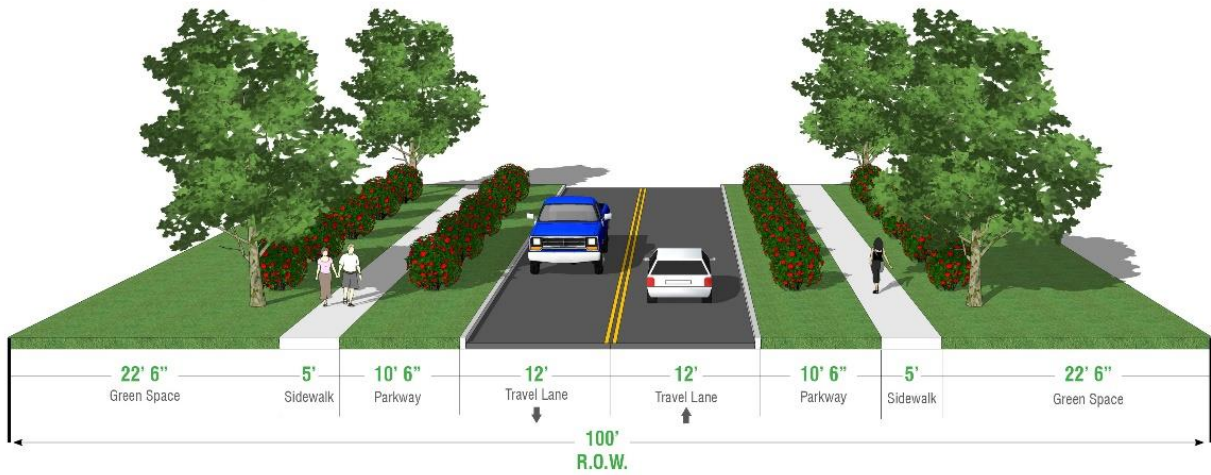 22' 6” 5' 10' 6” 12' 12' 10' 6” 5' 22' 6”
Green Space Sidewalk Parkway Travel Lane Travel Lane Parkway Sidewalk Green Space
100'
R.O.W.